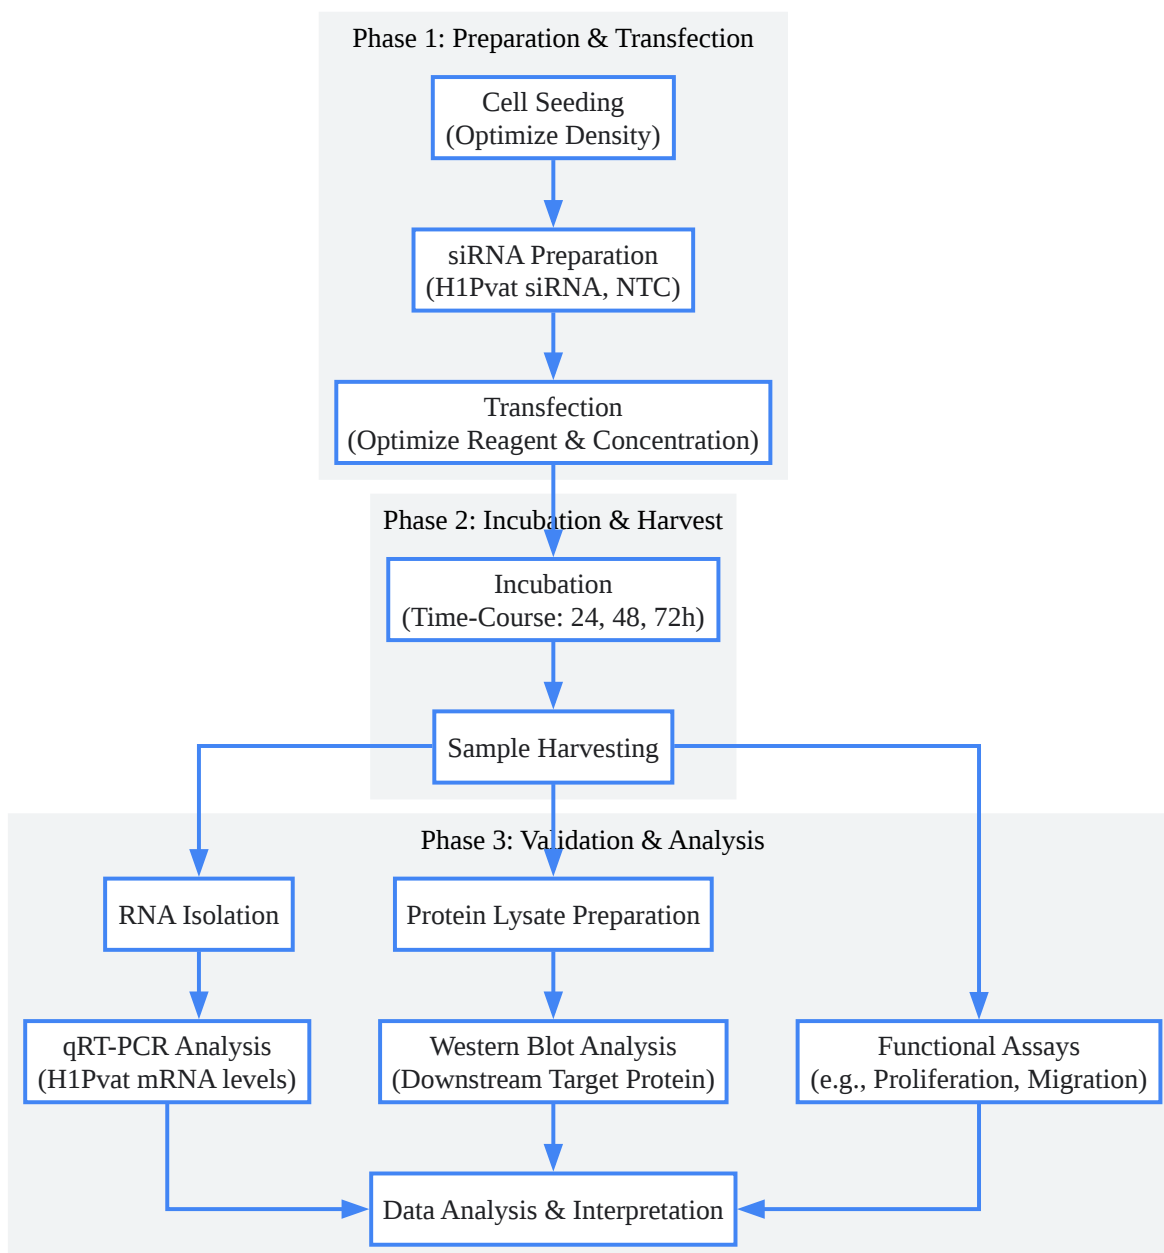 Phase 1: Preparation & Transfection
Cell Seeding
(Optimize Density)
siRNA Preparation
(H1Pvat siRNA, NTC)
Transfection
(Optimize Reagent & Concentration)
Phase 2: Incubation & Harvest
Incubation
(Time-Course: 24, 48, 72h)
Sample Harvesting
Phase 3: Validation & Analysis
RNA Isolation
Protein Lysate Preparation
qRT-PCR Analysis
(H1Pvat mRNA levels)
Western Blot Analysis
(Downstream Target Protein)
Functional Assays
(e.g., Proliferation, Migration)
Data Analysis & Interpretation